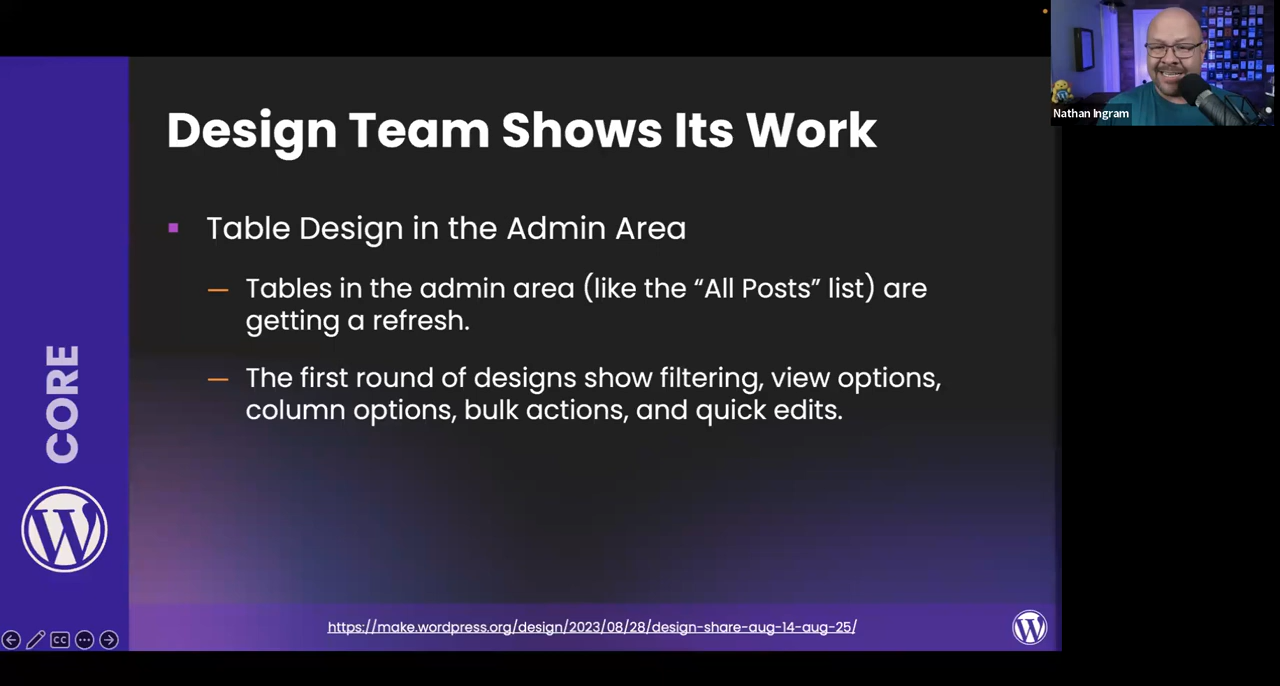 Nathan Ingram
Design Team Shows Its Work
Table Design in the Admin Area
— Tables in the admin area (like the “All Posts” list) are
getting a refresh.
— The first round of designs show filtering, view options,
column options, bulk actions, and quick edits.
CORE
W
https://make.wordpress.org/design/2023/08/28/design-share-aug-14-aug-25/
W
CC